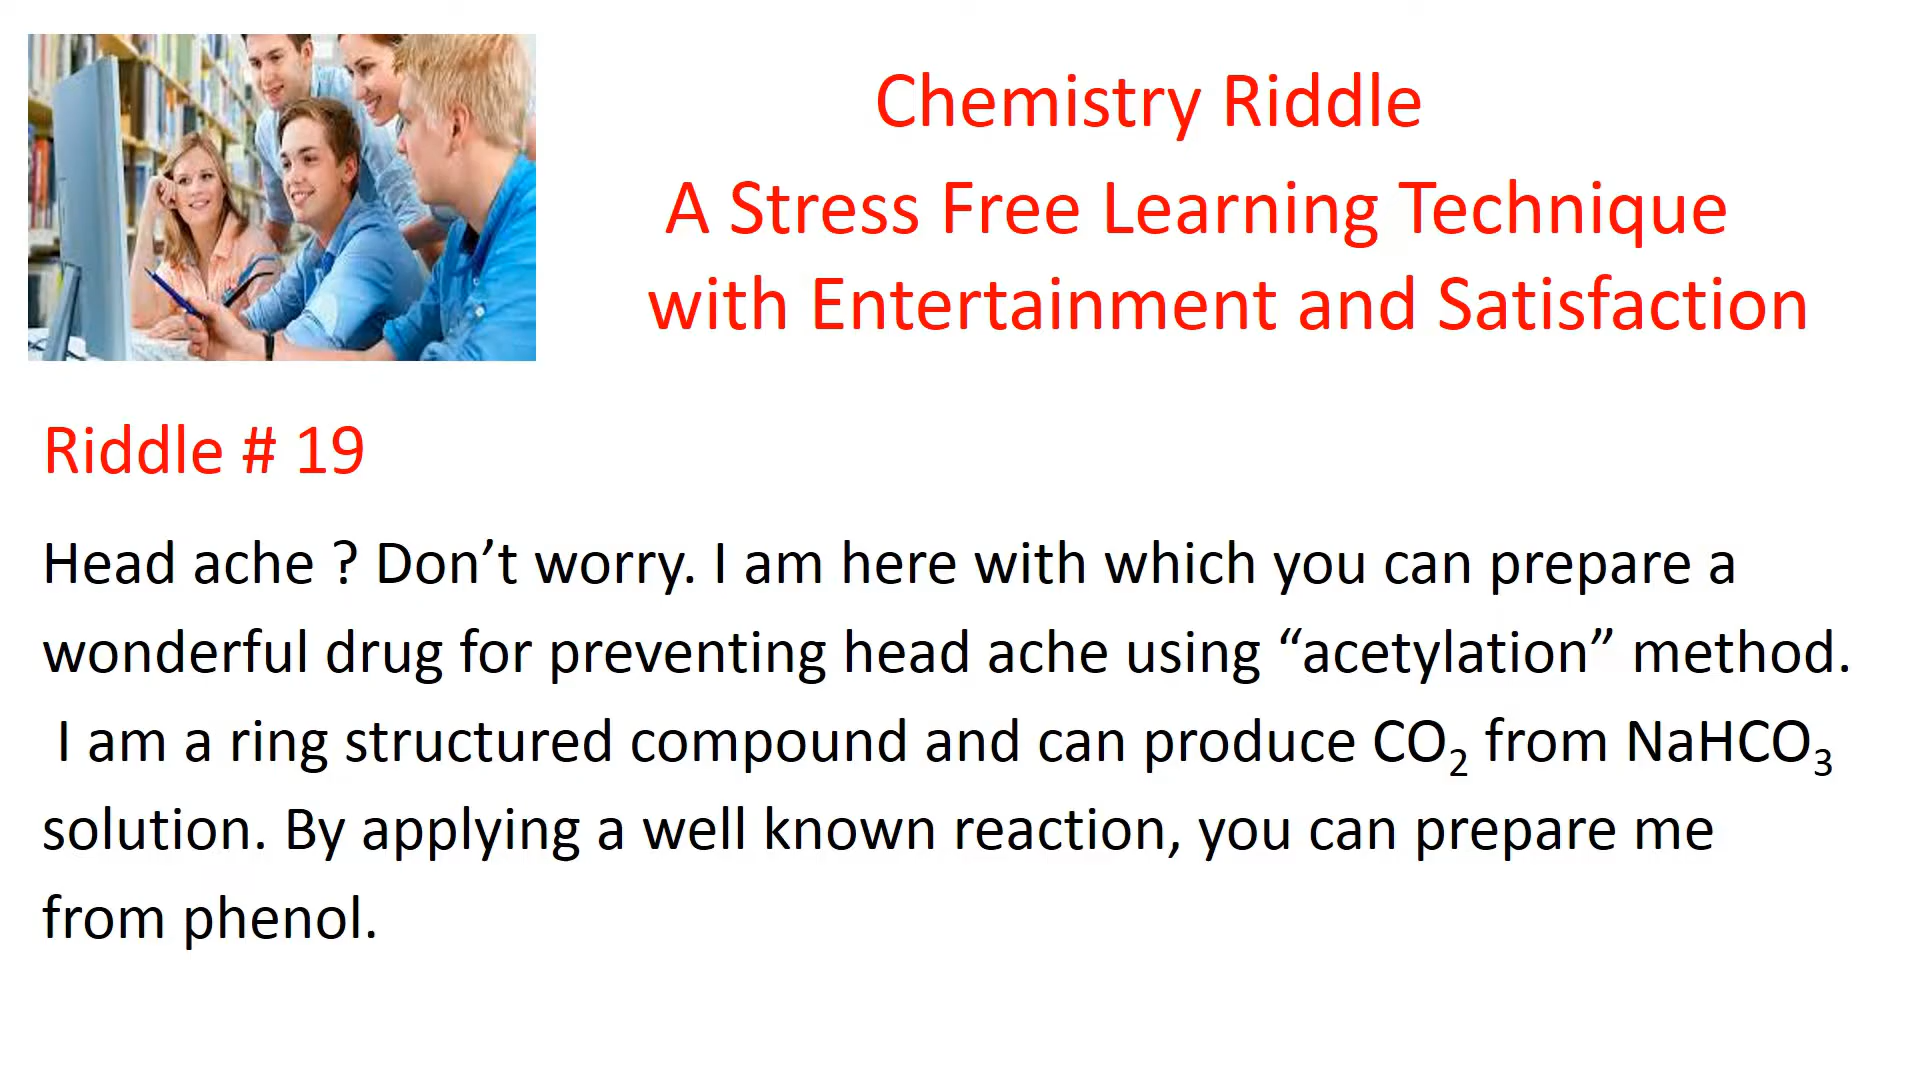 Chemistry Riddle
A Stress Free Learning Technique
with Entertainment and Satisfaction
Riddle # 19
Head ache ? Don’t worry. I am here with which you can prepare a
wonderful drug for preventing head ache using “acetylation” method.
I am a ring structured compound and can produce CO₂ from NaHCO₃
solution. By applying a well known reaction, you can prepare me
from phenol.